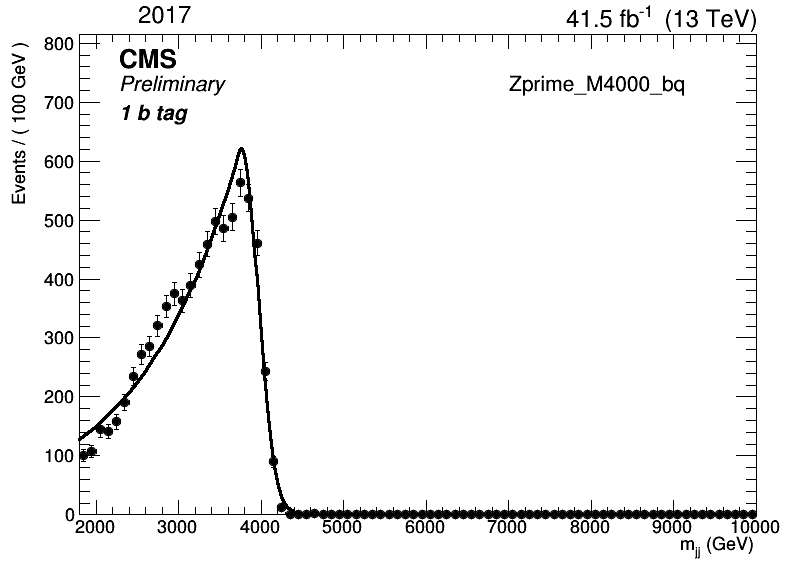 2017
41.5 fb-1 (13 TeV)
CMS
Preliminary
1 b tag
Zprime_M4000_bq
Events / ( 100 GeV )
800
700
600
500
400
300
200
100
0
2000 3000 4000 5000 6000 7000 8000 9000 10000
mjj (GeV)